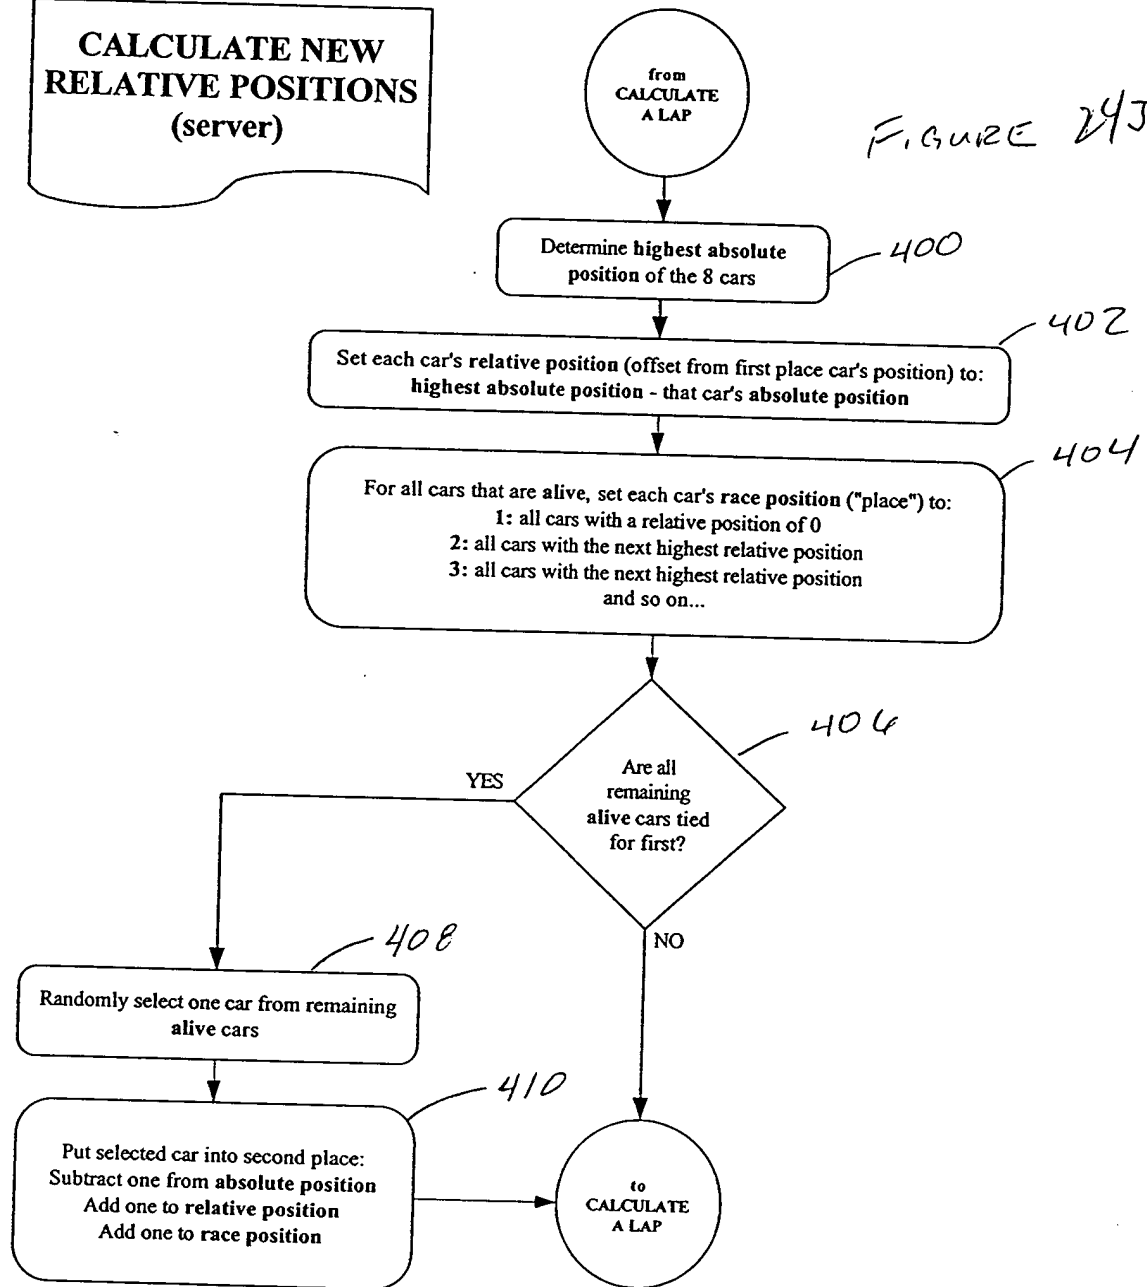 CALCULATE NEW
RELATIVE POSITIONS
(server)
from
CALCULATE
A LAP
FIGURE 24J
Determine highest absolute
position of the 8 cars
400
402
Set each car's relative position (offset from first place car's position) to:
highest absolute position - that car's absolute position
404
For all cars that are alive, set each car's race position ("place") to:
1: all cars with a relative position of 0
2: all cars with the next highest relative position
3: all cars with the next highest relative position
and so on...
406
Are all
remaining
alive cars tied
for first?
YES
NO
408
Randomly select one car from remaining
alive cars
410
Put selected car into second place:
Subtract one from absolute position
Add one to relative position
Add one to race position
to
CALCULATE
A LAP